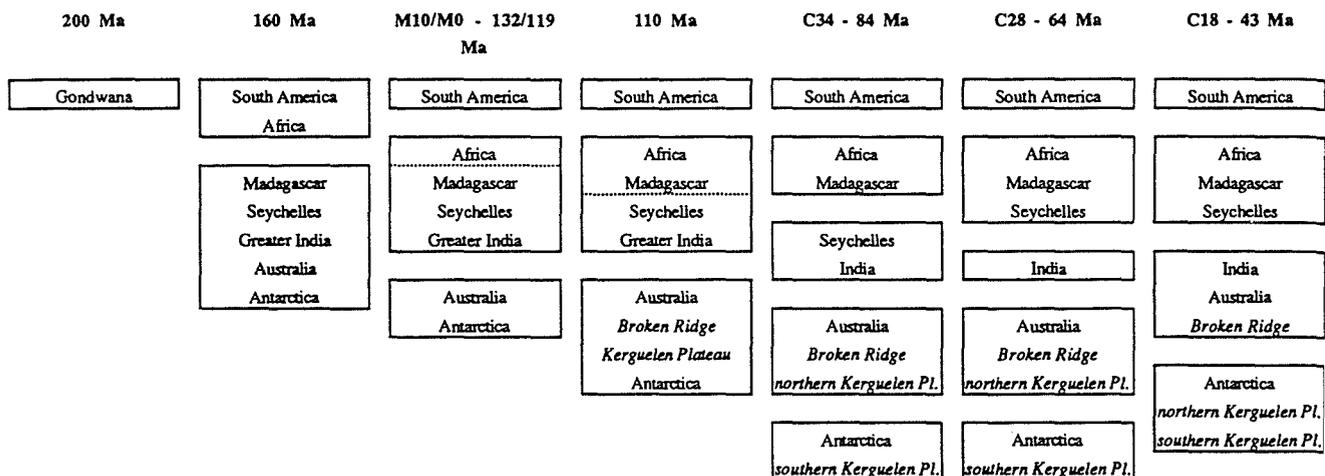 200 Ma
160 Ma
M10/M0 - 132/119
Ma
110 Ma
C34 - 84 Ma
C28 - 64 Ma
C18 - 43 Ma
Gondwana
South America
Africa
Madagascar
Seychelles
Greater India
Australia
Antarctica
South America
Africa
Madagascar
Seychelles
Greater India
Australia
Antarctica
South America
Africa
Madagascar
Seychelles
Greater India
Australia
Broken Ridge
Kerguelen Plateau
Antarctica
South America
Africa
Madagascar
Seychelles
India
Australia
Broken Ridge
northern Kerguelen Pl.
Antarctica
southern Kerguelen Pl.
South America
Africa
Madagascar
Seychelles
India
Australia
Broken Ridge
northern Kerguelen Pl.
Antarctica
southern Kerguelen Pl.
South America
Africa
Madagascar
Seychelles
India
Australia
Broken Ridge
Antarctica
northern Kerguelen Pl.
southern Kerguelen Pl.